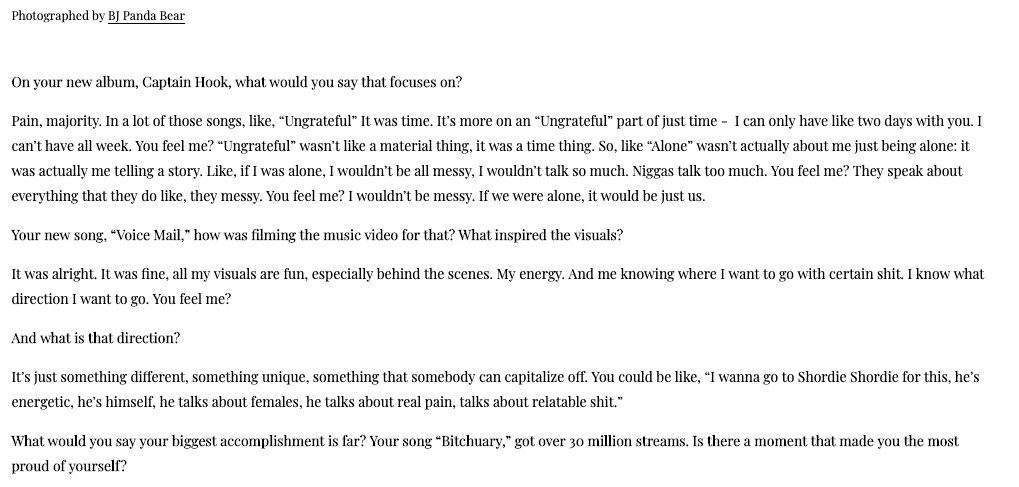 Photographed by BJ Panda Bear
On your new album, Captain Hook, what would you say that focuses on?
Pain, majority. In a lot of those songs, like, “Ungrateful” It was time. It’s more on an “Ungrateful” part of just time – I can only have like two days with you. I
can’t have all week. You feel me? “Ungrateful” wasn’t like a material thing, it was a time thing. So, like “Alone” wasn’t actually about me just being alone: it
was actually me telling a story. Like, if I was alone, I wouldn’t be all messy, I wouldn’t talk so much. Niggas talk too much. You feel me? They speak about
everything that they do like, they messy. You feel me? I wouldn’t be messy. If we were alone, it would be just us.
Your new song, “Voice Mail,” how was filming the music video for that? What inspired the visuals?
It was alright. It was fine, all my visuals are fun, especially behind the scenes. My energy. And me knowing where I want to go with certain shit. I know what
direction I want to go. You feel me?
And what is that direction?
It’s just something different, something unique, something that somebody can capitalize off. You could be like, “I wanna go to Shordie Shordie for this, he’s
energetic, he’s himself, he talks about females, he talks about real pain, talks about relatable shit.”
What would you say your biggest accomplishment is far? Your song “Bitchuary,” got over 30 million streams. Is there a moment that made you the most
proud of yourself?